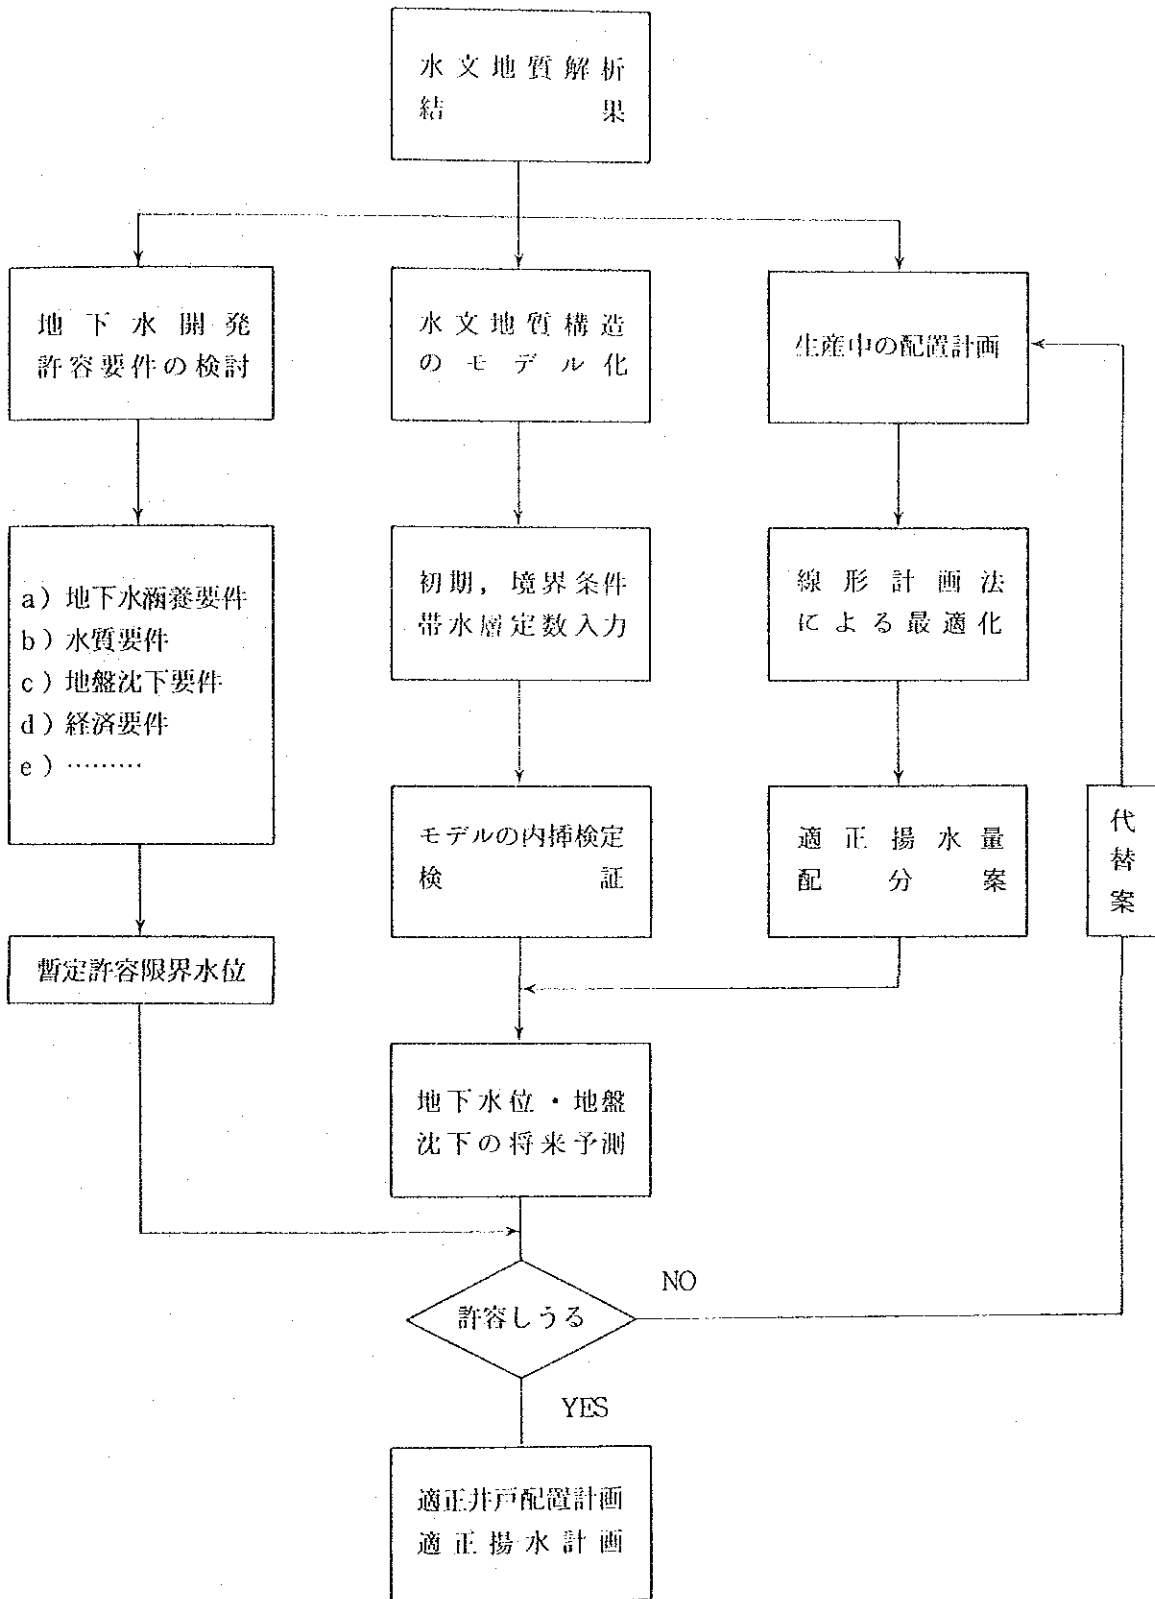 水文地質解析
結果
地下水開発
許容要件の検討
水文地質構造
のモデル化
生産中の配置計画
a)地下水涵養要件
b)水質要件
c)地盤沈下要件
d)経済要件
e)………
初期,境界条件
帯水層定数入力
線形計画法
による最適化
モデルの内挿検定
検証
適正揚水量
配分案
代替案
暫定許容限界水位
地下水位・地盤
沈下の将来予測
許容しうる
NO
YES
適正井戸配置計画
適正揚水計画